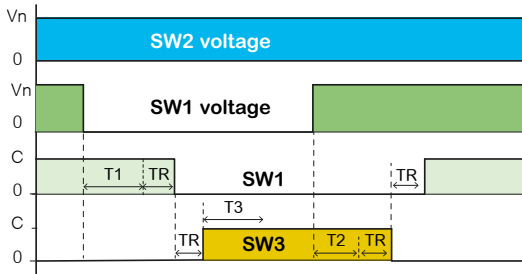 Vn
SW2 voltage
0
Vn
SW1 voltage
0
C
T1 TR SW1 TR
0
T3
C
TR SW3 T2 TR
0